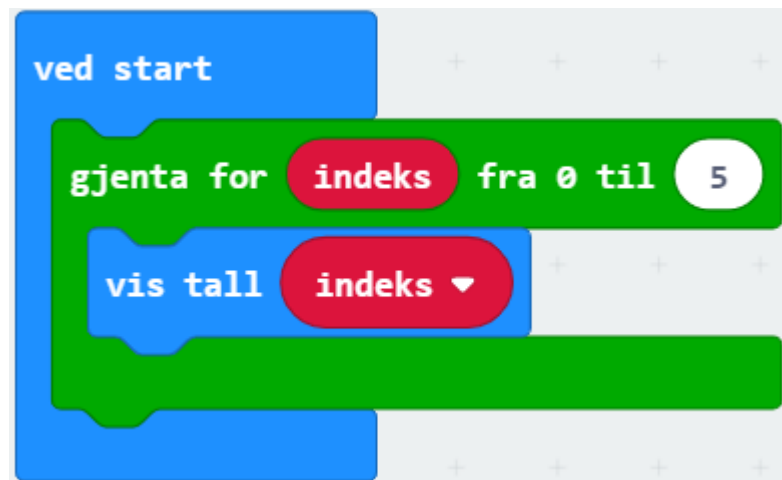 ved start
gjenta for indeks fra 0 til 5
vis tall indeks